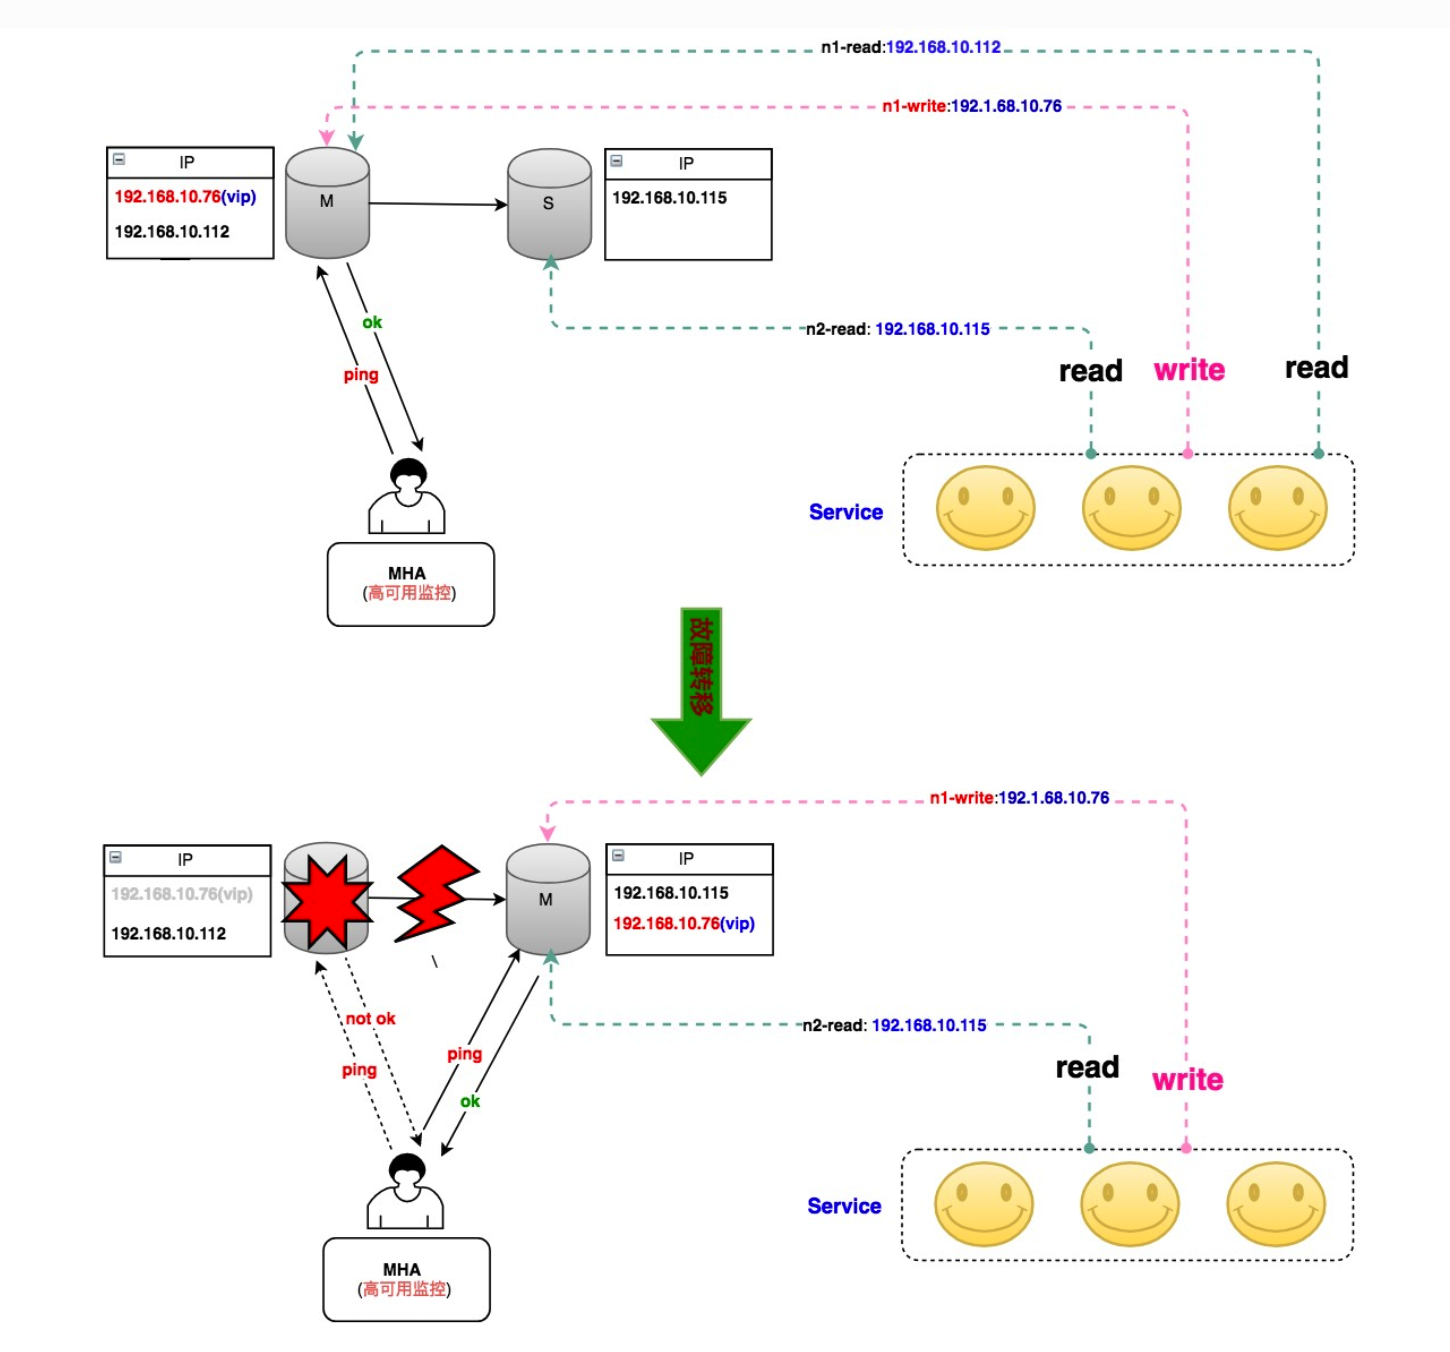 n1-read:192.168.10.112
n1-write:192.1.68.10.76
IP
192.168.10.76(vip)
192.168.10.112
M
S
IP
192.168.10.115
ok
ping
n2-read: 192.168.10.115
read
write
read
Service
MHA
(高可用监控)
故障转移
n1-write:192.1.68.10.76
IP
192.168.10.76(vip)
192.168.10.112
M
IP
192.168.10.115
192.168.10.76(vip)
\
not ok
ping
ping
ok
n2-read: 192.168.10.115
read
write
Service
MHA
(高可用监控)